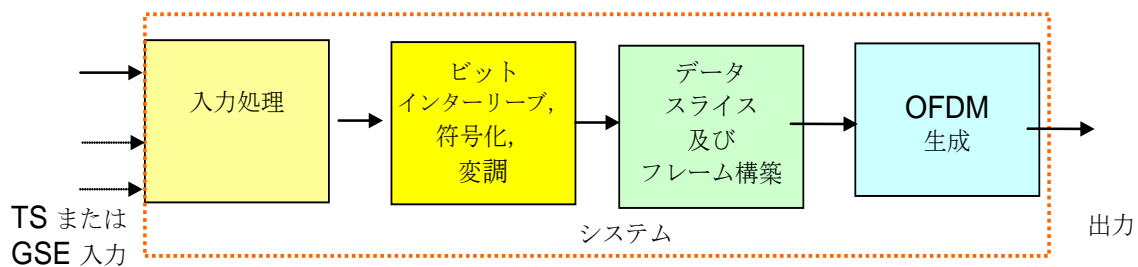 入力処理
ビット
インターリーブ,
符号化,
変調
データ
スライス
及び
フレーム構築
OFDM
生成
TS または
GSE 入力
システム
出力